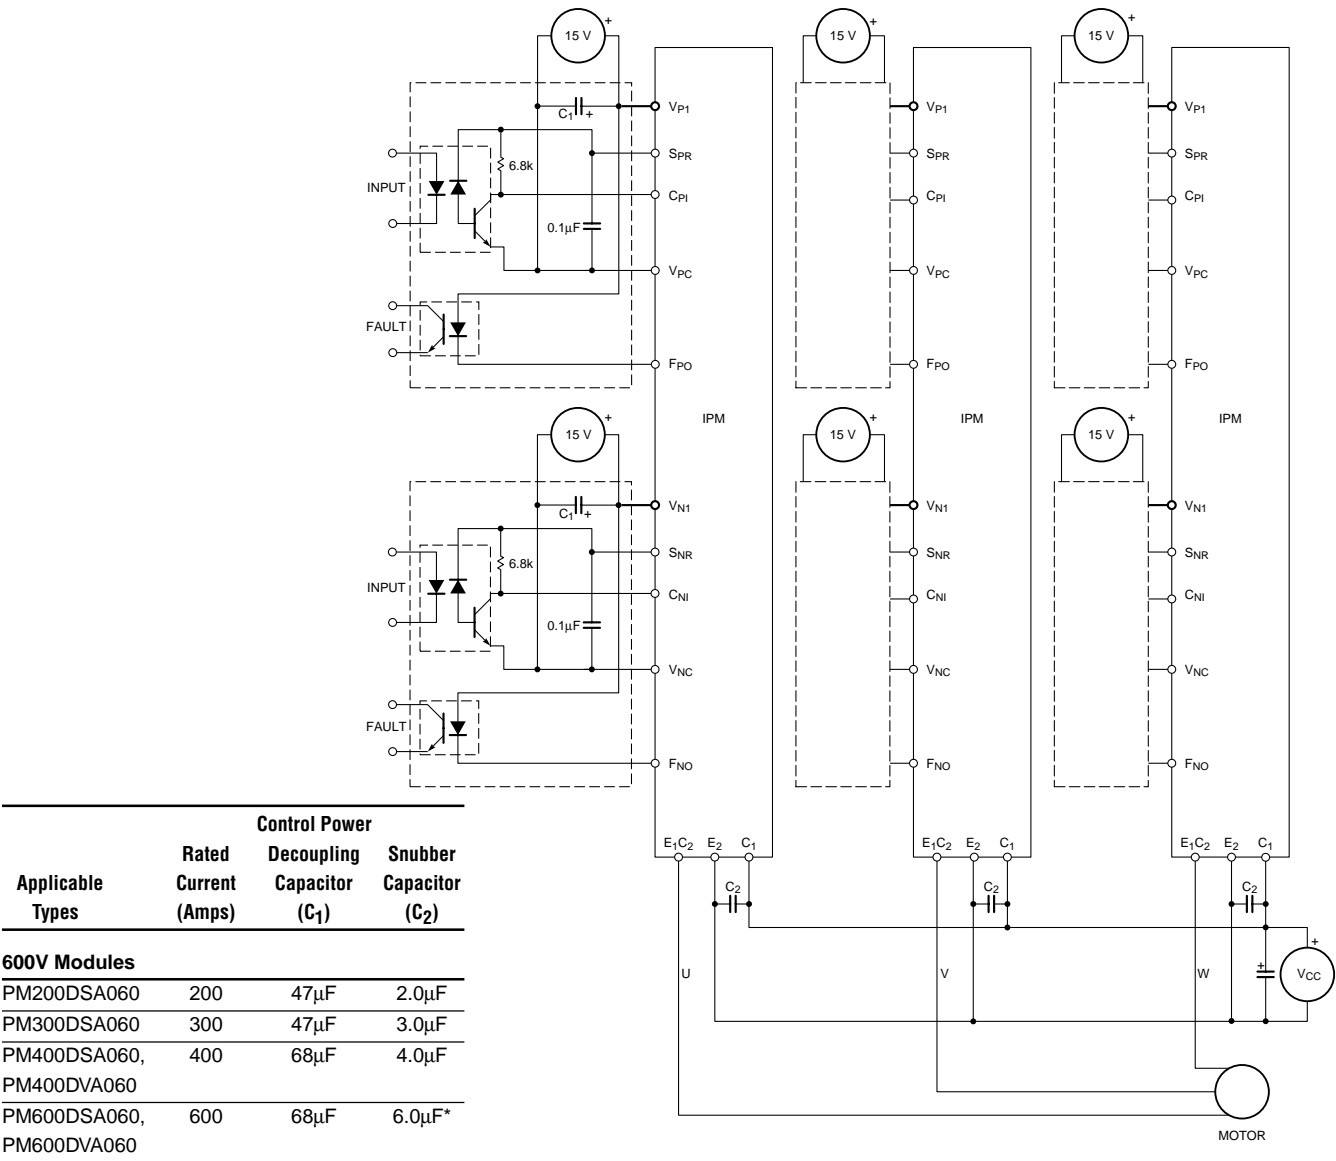 15 V + 15 V + 15 V +
C1 + VP1 VP1 VP1
6.8k SPR SPR SPR
INPUT CPI CPI CPI
0.1μF
VPC VPC VPC
FAULT
FPO FPO FPO
IPM IPM IPM
15 V + 15 V + 15 V +
C1 + VN1 VN1 VN1
6.8k SNR SNR SNR
INPUT CNI CNI CNI
0.1μF
VNC VNC VNC
FAULT
FNO FNO FNO
E1C2 E2 C1 E1C2 E2 C1 E1C2 E2 C1
C2 C2 C2
+
U V W + VCC
MOTOR
Control Power
Rated Decoupling Snubber
Applicable Current Capacitor Capacitor
Types (Amps) (C1) (C2)
600V Modules
PM200DSA060 200 47μF 2.0μF
PM300DSA060 300 47μF 3.0μF
PM400DSA060, 400 68μF 4.0μF
PM400DVA060
PM600DSA060, 600 68μF 6.0μF*
PM600DVA060